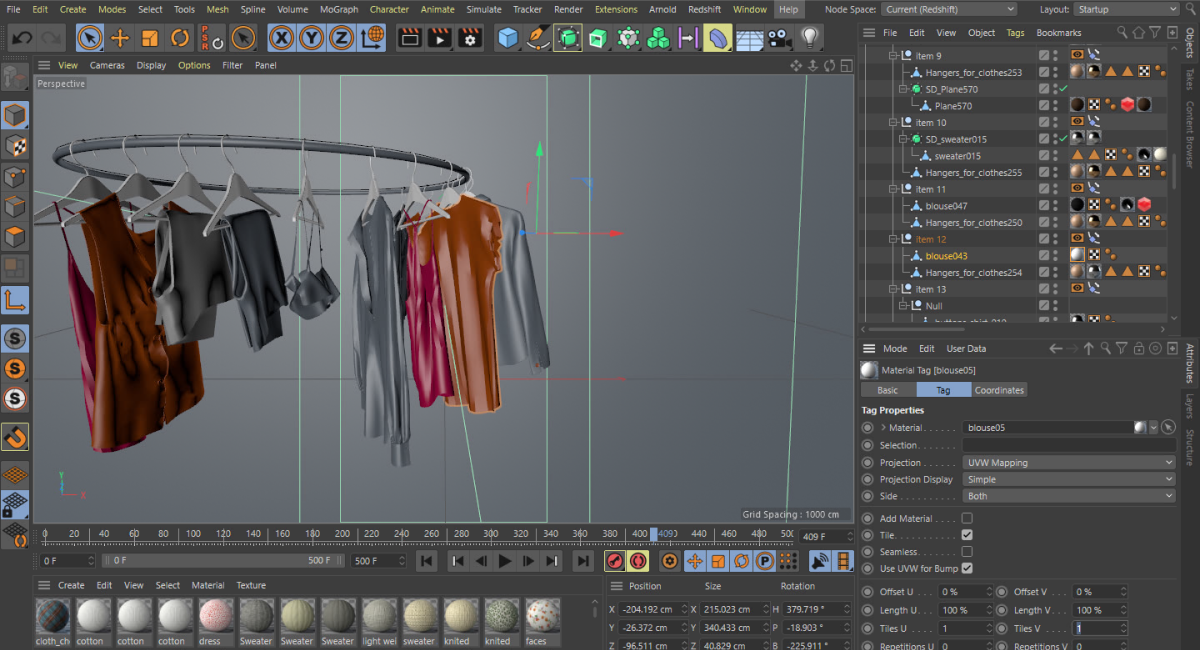 File Edit Create Modes Select Tools Mesh Spline Volume MoGraph Character Animate Simulate Tracker Render Extensions Arnold Redshift Window Help Node Space: Current (Redshift) Layout: Startup
File Edit View Object Tags Bookmarks
View Cameras Display Options Filter Panel
Perspective
X Y Z
P S R
Item 9
Hangers_for_clothes253
SD_Plane570
Plane570
item 10
SD_sweater015
sweater015
Hangers_for_clothes255
Item 11
blouse047
Hangers_for_clothes250
Item 12
blouse043
Hangers_for_clothes254
Item 13
Null
Objects
Takes
Content Browser
Attributes
Layers
Structure
S
S
S
Y
X
Grid Spacing : 1000 cm
Mode Edit User Data
Material Tag [blouse05]
Basic Tag Coordinates
Tag Properties
Material . . . . . . blouse05
Selection. . . . . . .
Projection . . . . . . UVW Mapping
Projection Display Simple
Side . . . . . . . . . . Both
Add Material . . . .
Tile. . . . . . . . . . .
Seamless. . . . . . .
Use UVW for Bump
Offset U . . 0 % Offset V . . 0 %
Length U . . 100 % Length V . . 100 %
Tiles U . . . 1 Tiles V . . . 1
Repetitions U 0 Repetitions V 0
0 20 40 60 80 100 120 140 160 180 200 220 240 260 280 300 320 340 360 380 400 409 420 440 460 480 500 409 F
0 F 0 F 500 F 500 F
P
Create Edit View Select Material Texture
cloth_ch cotton cotton cotton dress Sweater Sweater Sweater light wei sweater knited knited faces
Position Size Rotation
X -204.192 cm X 215.023 cm H 379.719 °
Y -26.372 cm Y 340.433 cm P -18.903 °
Z -96.511 cm Z 40.829 cm B -225.911 °